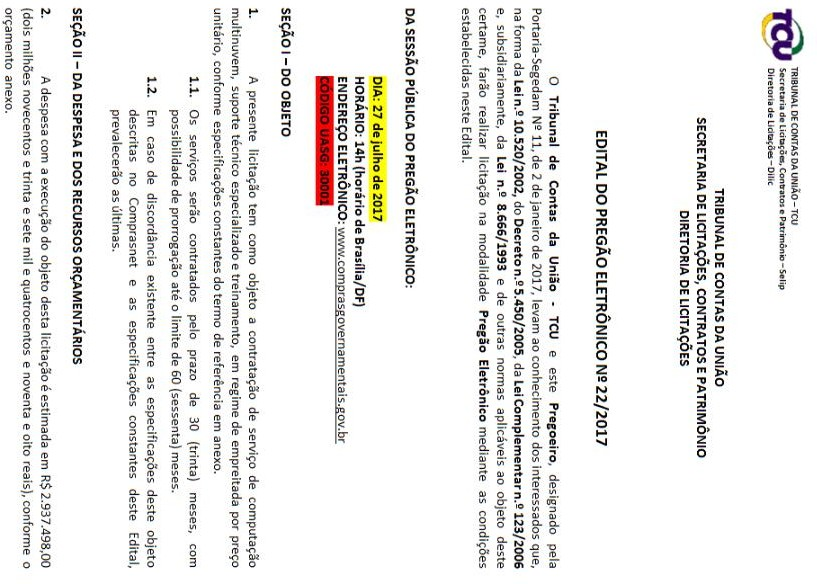 TCU
TRIBUNAL DE CONTAS DA UNIÃO – TCU
Secretaria de Licitações, Contratos e Patrimônio – Selip
Diretoria de Licitações – Dilic
TRIBUNAL DE CONTAS DA UNIÃO
SECRETARIA DE LICITAÇÕES, CONTRATOS E PATRIMÔNIO
DIRETORIA DE LICITAÇÕES
EDITAL DO PREGÃO ELETRÔNICO Nº 22/2017
O Tribunal de Contas da União - TCU e este Pregoeiro, designado pela
Portaria-Segedam Nº 11, de 2 de janeiro de 2017, levam ao conhecimento dos interessados que,
na forma da Lei n.º 10.520/2002, do Decreto n.º 5.450/2005, da Lei Complementar n.º 123/2006
e, subsidiariamente, da Lei n.º 8.666/1993 e de outras normas aplicáveis ao objeto deste
certame, farão realizar licitação na modalidade Pregão Eletrônico mediante as condições
estabelecidas neste Edital.
DA SESSÃO PÚBLICA DO PREGÃO ELETRÔNICO:
DIA: 27 de julho de 2017
HORÁRIO: 14h (horário de Brasília/DF)
ENDEREÇO ELETRÔNICO: www.comprasgovernamentais.gov.br
CÓDIGO UASG: 30001
SEÇÃO I – DO OBJETO
1. A presente licitação tem como objeto a contratação de serviço de computação
multinuvem, suporte técnico especializado e treinamento, em regime de empreitada por preço
unitário, conforme especificações constantes do termo de referência em anexo.
1.1. Os serviços serão contratados pelo prazo de 30 (trinta) meses, com
possibilidade de prorrogação até o limite de 60 (sessenta) meses.
1.2. Em caso de discordância existente entre as especificações deste objeto
descritas no Comprasnet e as especificações constantes deste Edital,
prevalecerão as últimas.
SEÇÃO II – DA DESPESA E DOS RECURSOS ORÇAMENTÁRIOS
2. A despesa com a execução do objeto desta licitação é estimada em R$ 2.937.498,00
(dois milhões novecentos e trinta e sete mil e quatrocentos e noventa e oito reais), conforme o
orçamento anexo.